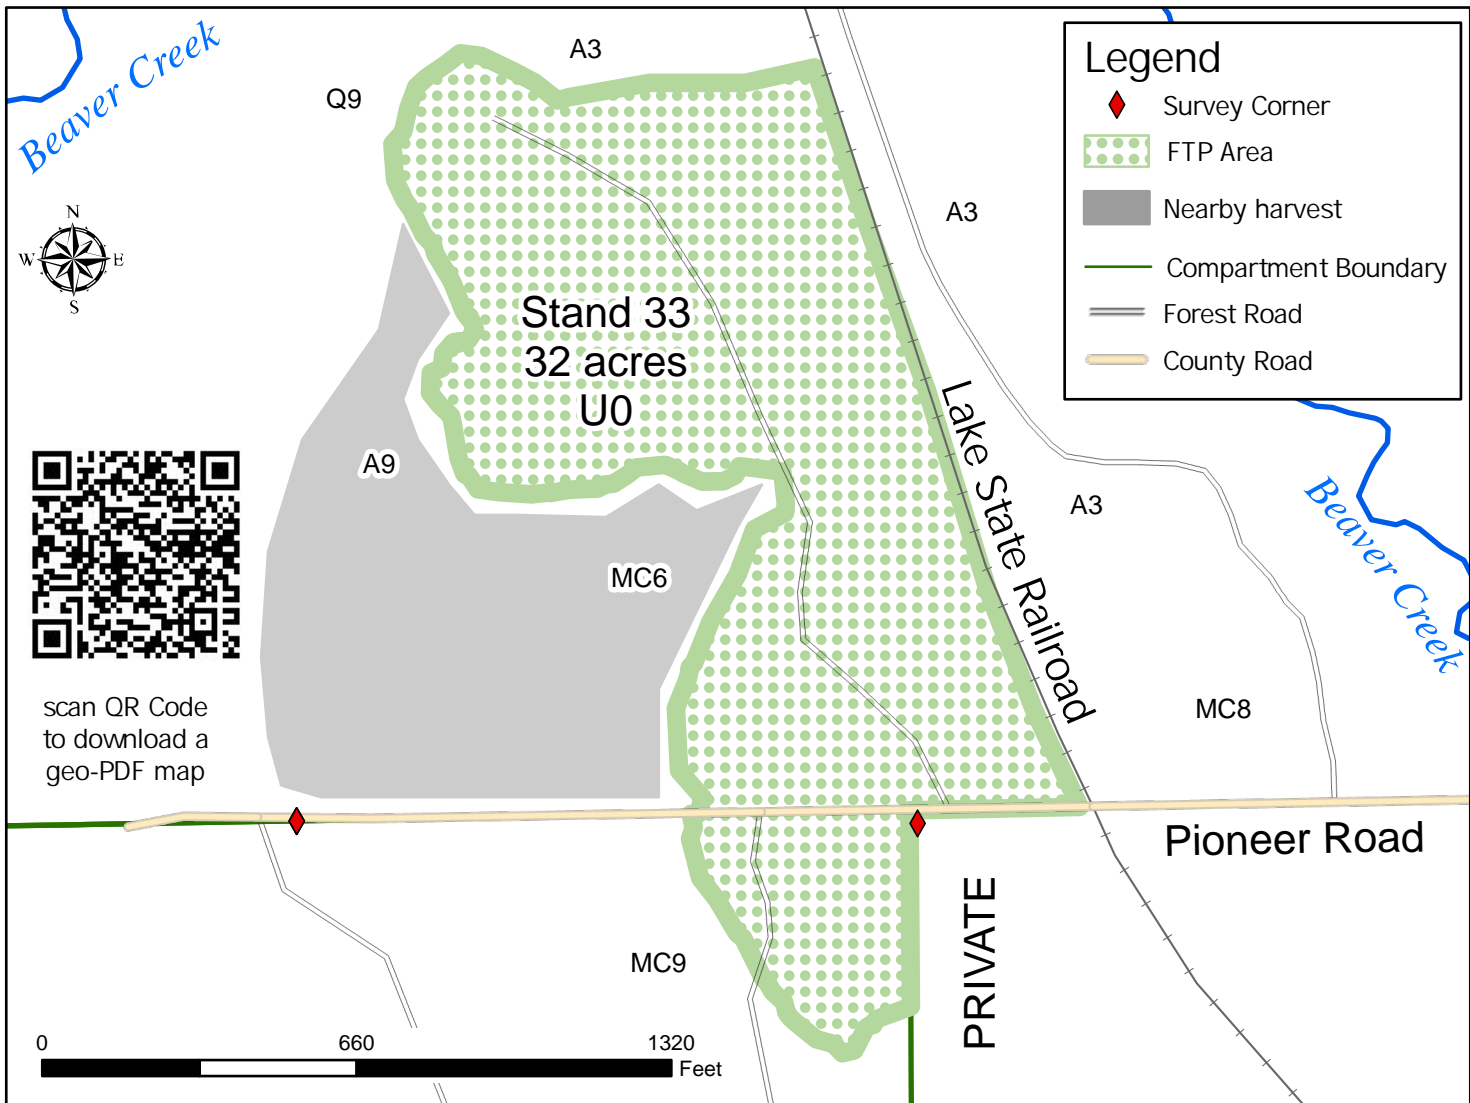 Beaver Creek
A3
Q9
Legend
Survey Corner
FTP Area
Nearby harvest
Compartment Boundary
Forest Road
County Road
N
W E
S
A3
Stand 33
32 acres
U0
Lake State Railroad
A9
A3
Beaver Creek
MC6
scan QR Code
to download a
geo-PDF map
MC8
Pioneer Road
PRIVATE
MC9
0 660 1320
Feet